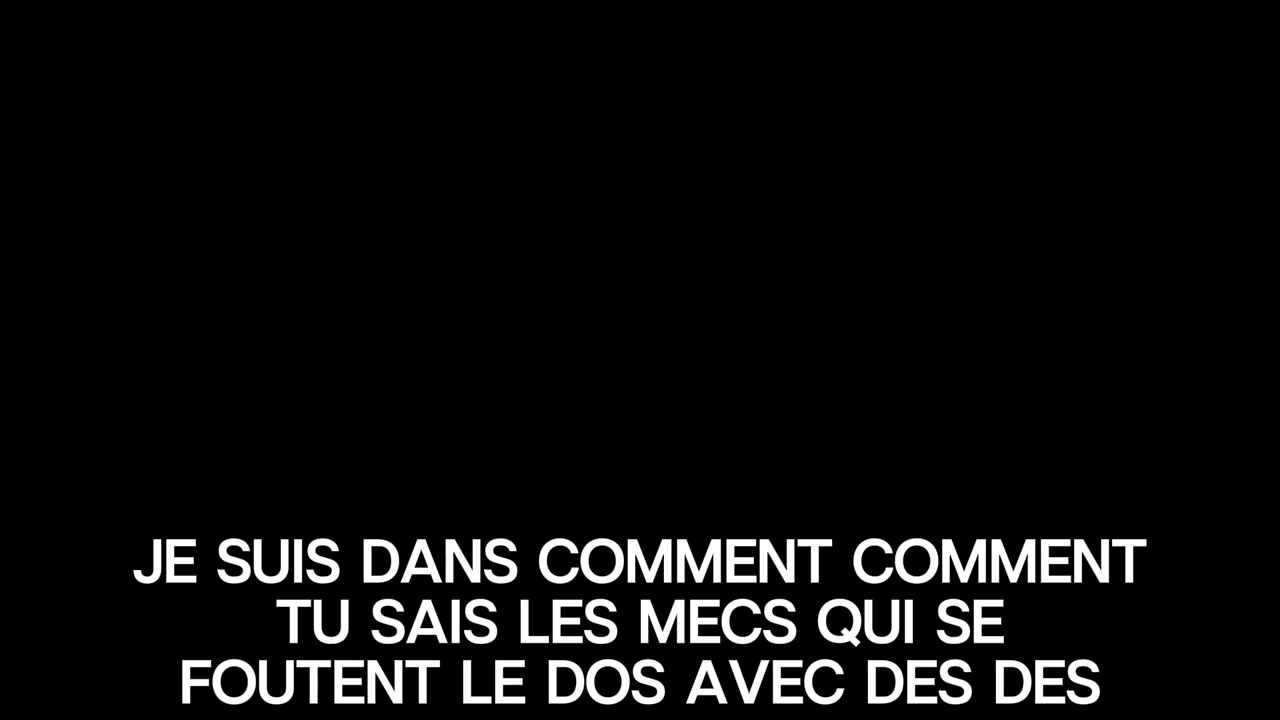 JE SUIS DANS COMMENT COMMENT
TU SAIS LES MECS QUI SE
FOUTENT LE DOS AVEC DES DES